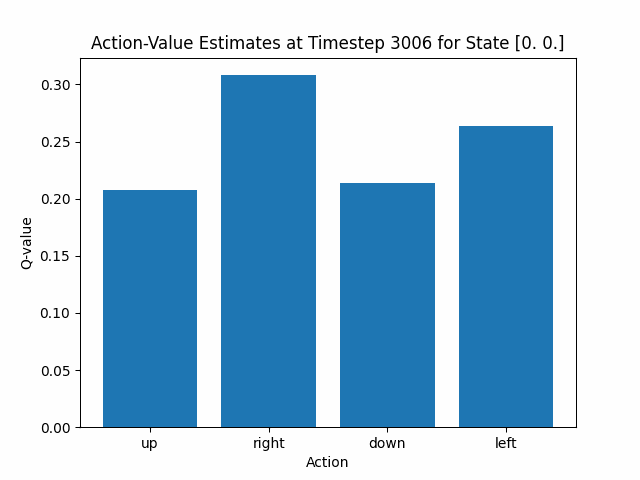 Action-Value Estimates at Timestep 3006 for State [0. 0.]
0.30
0.25
0.20
0.15
0.10
0.05
0.00
Q-value
up right down left
Action